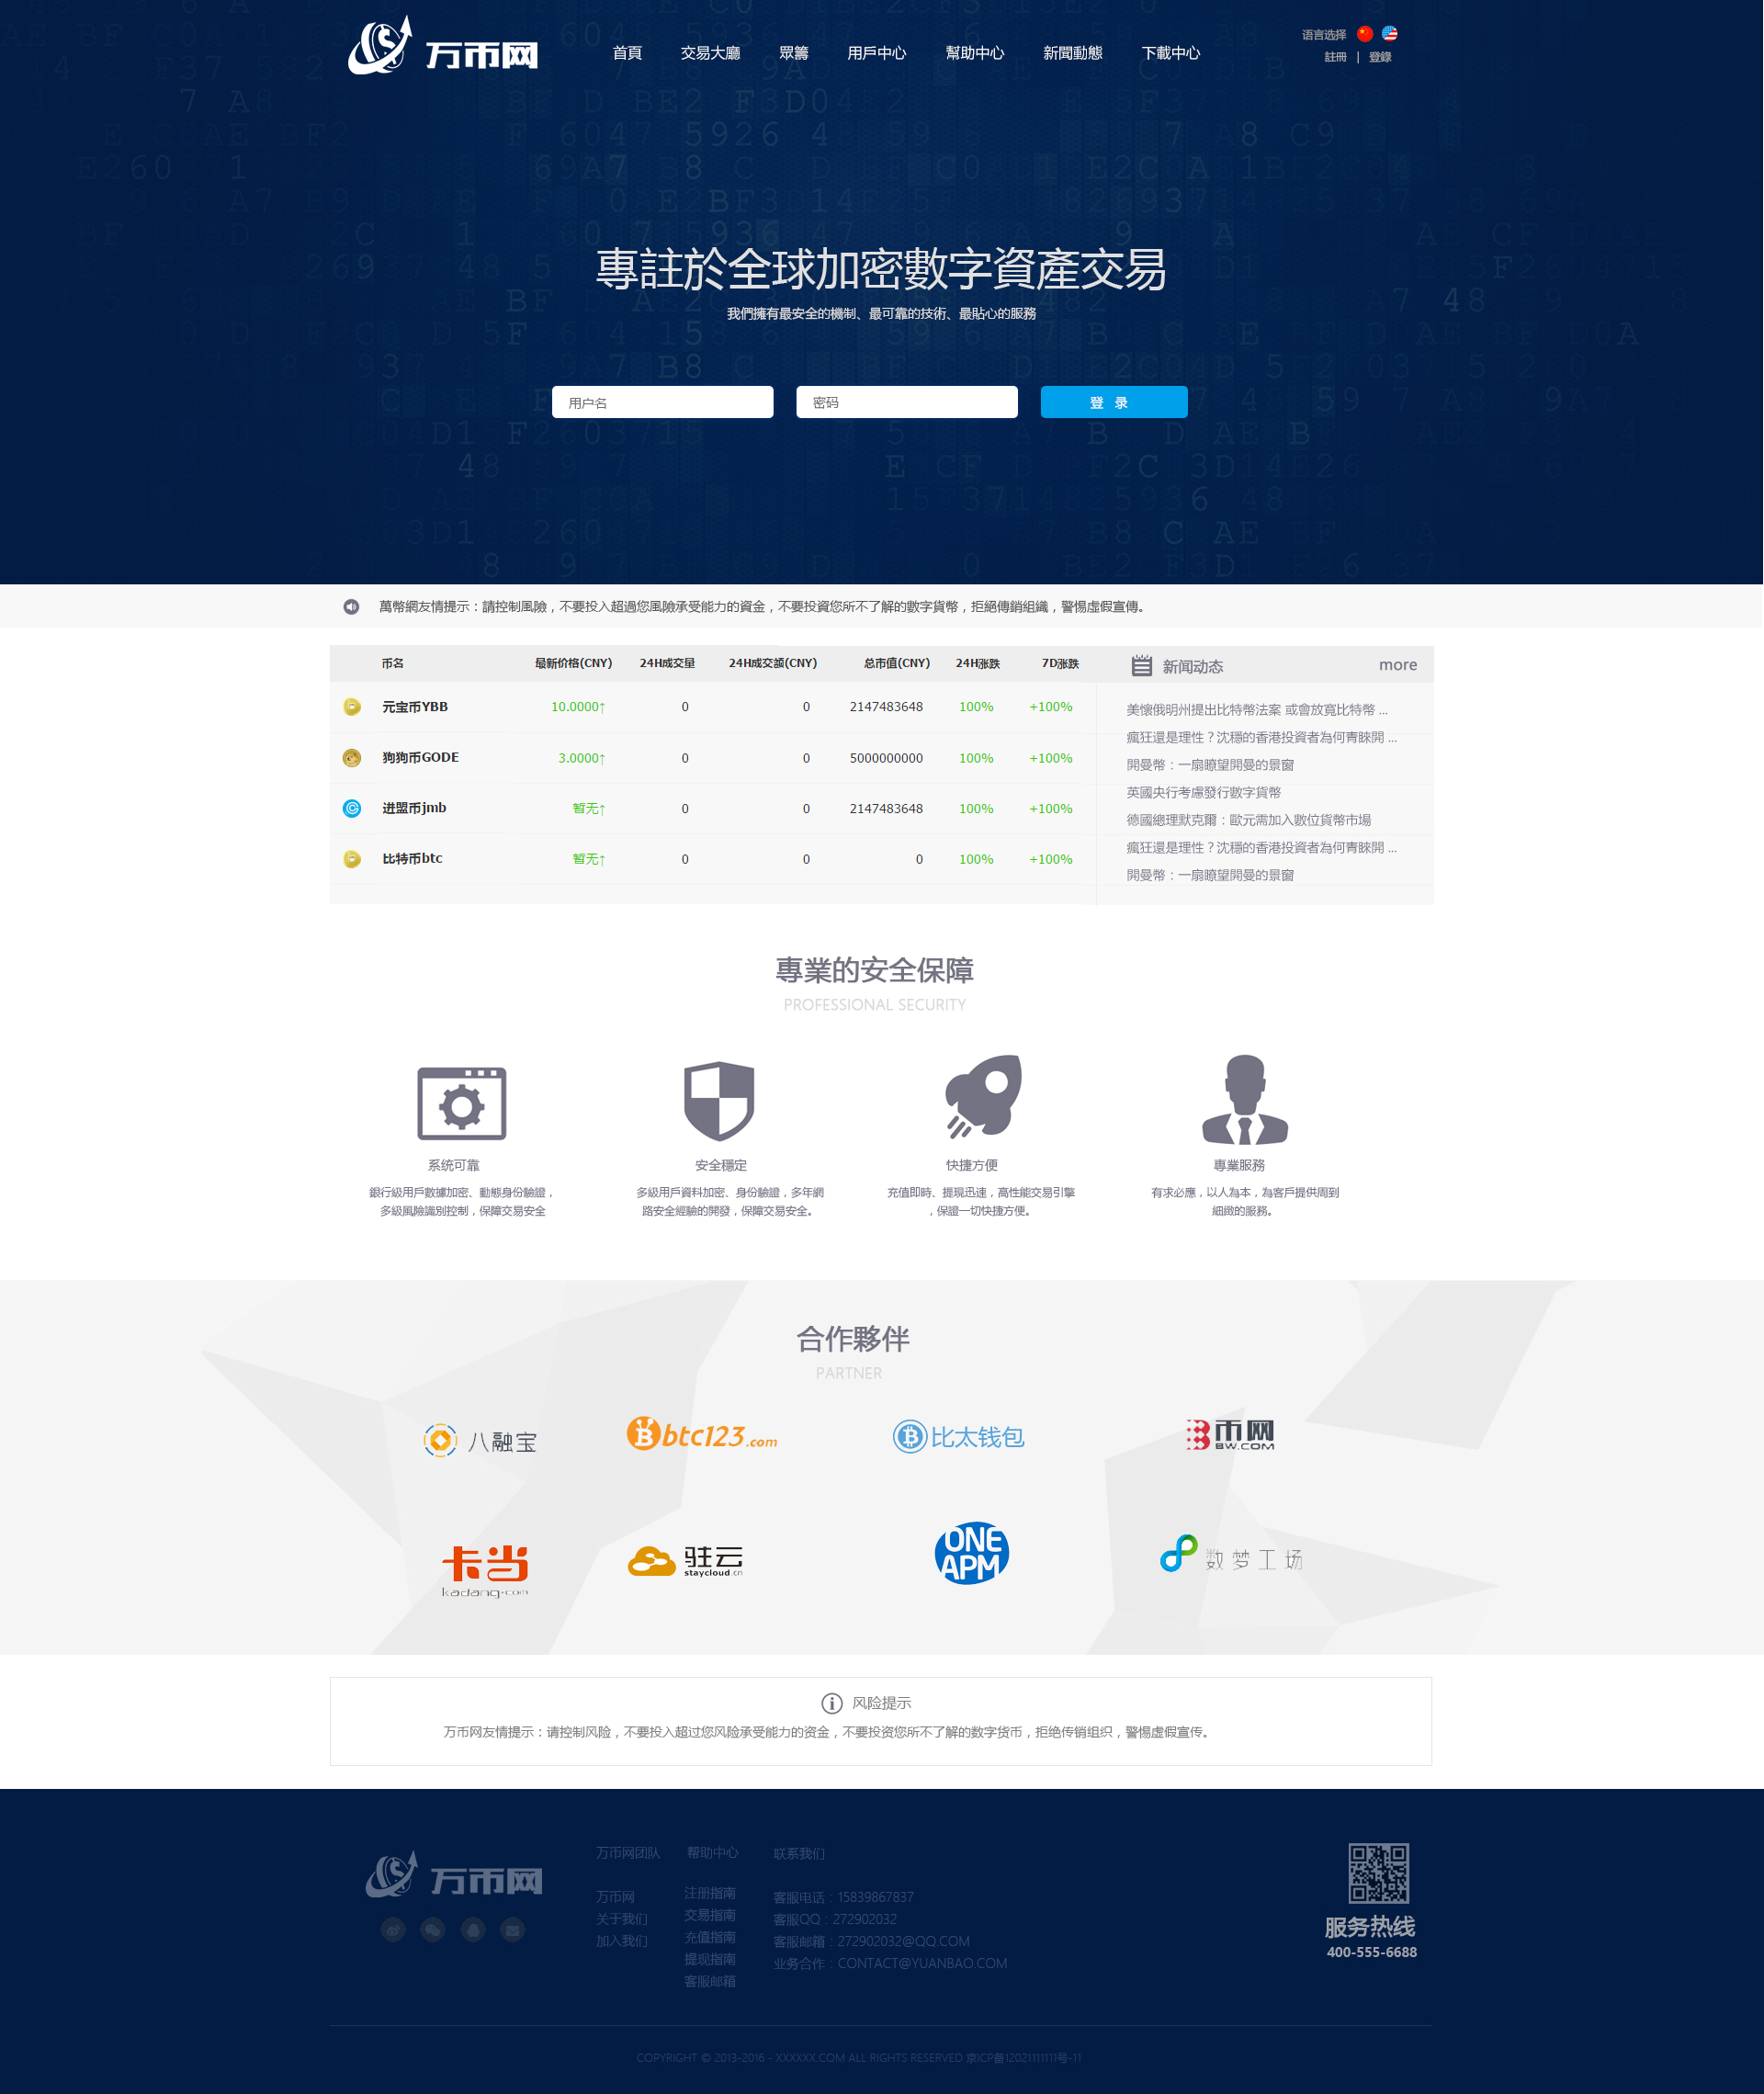 万币网
首頁 交易大廳 眾籌 用戶中心 幫助中心 新聞動態 下載中心
语言选择
註冊 | 登錄
專註於全球加密數字資產交易
我們擁有最安全的機制、最可靠的技術、最貼心的服務
用户名 密码 登 录
萬幣網友情提示：請控制風險，不要投入超過您風險承受能力的資金，不要投資您所不了解的數字貨幣，拒絕傳銷組織，警惕虛假宣傳。
币名 最新价格(CNY) 24H成交量 24H成交額(CNY) 总市值(CNY) 24H涨跌 7D涨跌
元宝币YBB 10.0000↑ 0 0 2147483648 100% +100%
狗狗币GODE 3.0000↑ 0 0 5000000000 100% +100%
进盟币jmb 暂无↑ 0 0 2147483648 100% +100%
比特币btc 暂无↑ 0 0 0 100% +100%
新闻动态 more
美懷俄明州提出比特幣法案 或會放寬比特幣 ...
瘋狂還是理性？沈穩的香港投資者為何青睞開 ...
開曼幣：一扇瞭望開曼的景窗
英國央行考慮發行數字貨幣
德國總理默克爾：歐元需加入數位貨幣市場
瘋狂還是理性？沈穩的香港投資者為何青睞開 ...
開曼幣：一扇瞭望開曼的景窗
專業的安全保障
PROFESSIONAL SECURITY
系统可靠
銀行級用戶數據加密、動態身份驗證，
多級風險識別控制，保障交易安全
安全穩定
多級用戶資料加密、身份驗證，多年網
路安全經驗的開發，保障交易安全。
快捷方便
充值即時、提現迅速，高性能交易引擎
，保證一切快捷方便。
專業服務
有求必應，以人為本，為客戶提供周到
細緻的服務。
合作夥伴
PARTNER
八融宝
btc123.com
比太钱包
币网
BW.COM
卡当
kadang.com
驻云
staycloud.cn
ONE
APM
数梦工场
风险提示
万币网友情提示：请控制风险，不要投入超过您风险承受能力的资金，不要投资您所不了解的数字货币，拒绝传销组织，警惕虚假宣传。
万币网
万币网团队
万币网
关于我们
加入我们
帮助中心
注册指南
交易指南
充值指南
提现指南
客服邮箱
联系我们
客服电话：15839867837
客服QQ：272902032
客服邮箱：272902032@QQ.COM
业务合作：CONTACT@YUANBAO.COM
服务热线
400-555-6688
COPYRIGHT © 2013-2016 - XXXXXX.COM ALL RIGHTS RESERVED 京ICP备12021111111号-11